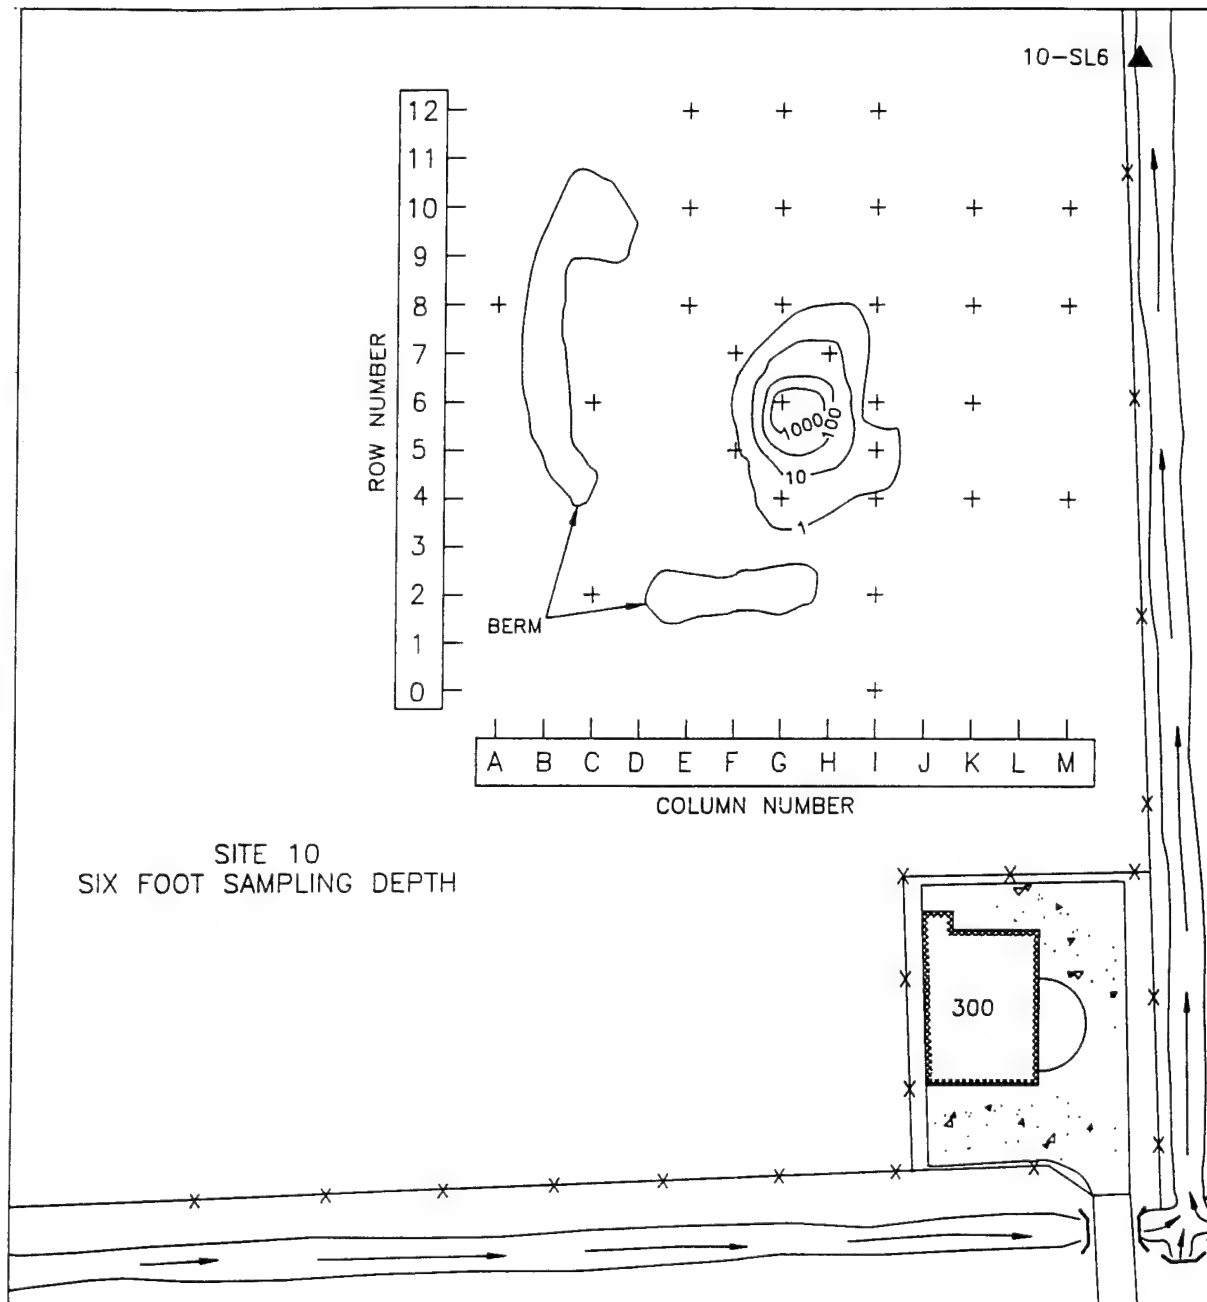 10-SL6
12
11
10
9
8
7
6
5
4
3
2
1
0
ROW NUMBER
1000
100
10
1
BERM
A B C D E F G H I J K L M
COLUMN NUMBER
SITE 10
SIX FOOT SAMPLING DEPTH
300